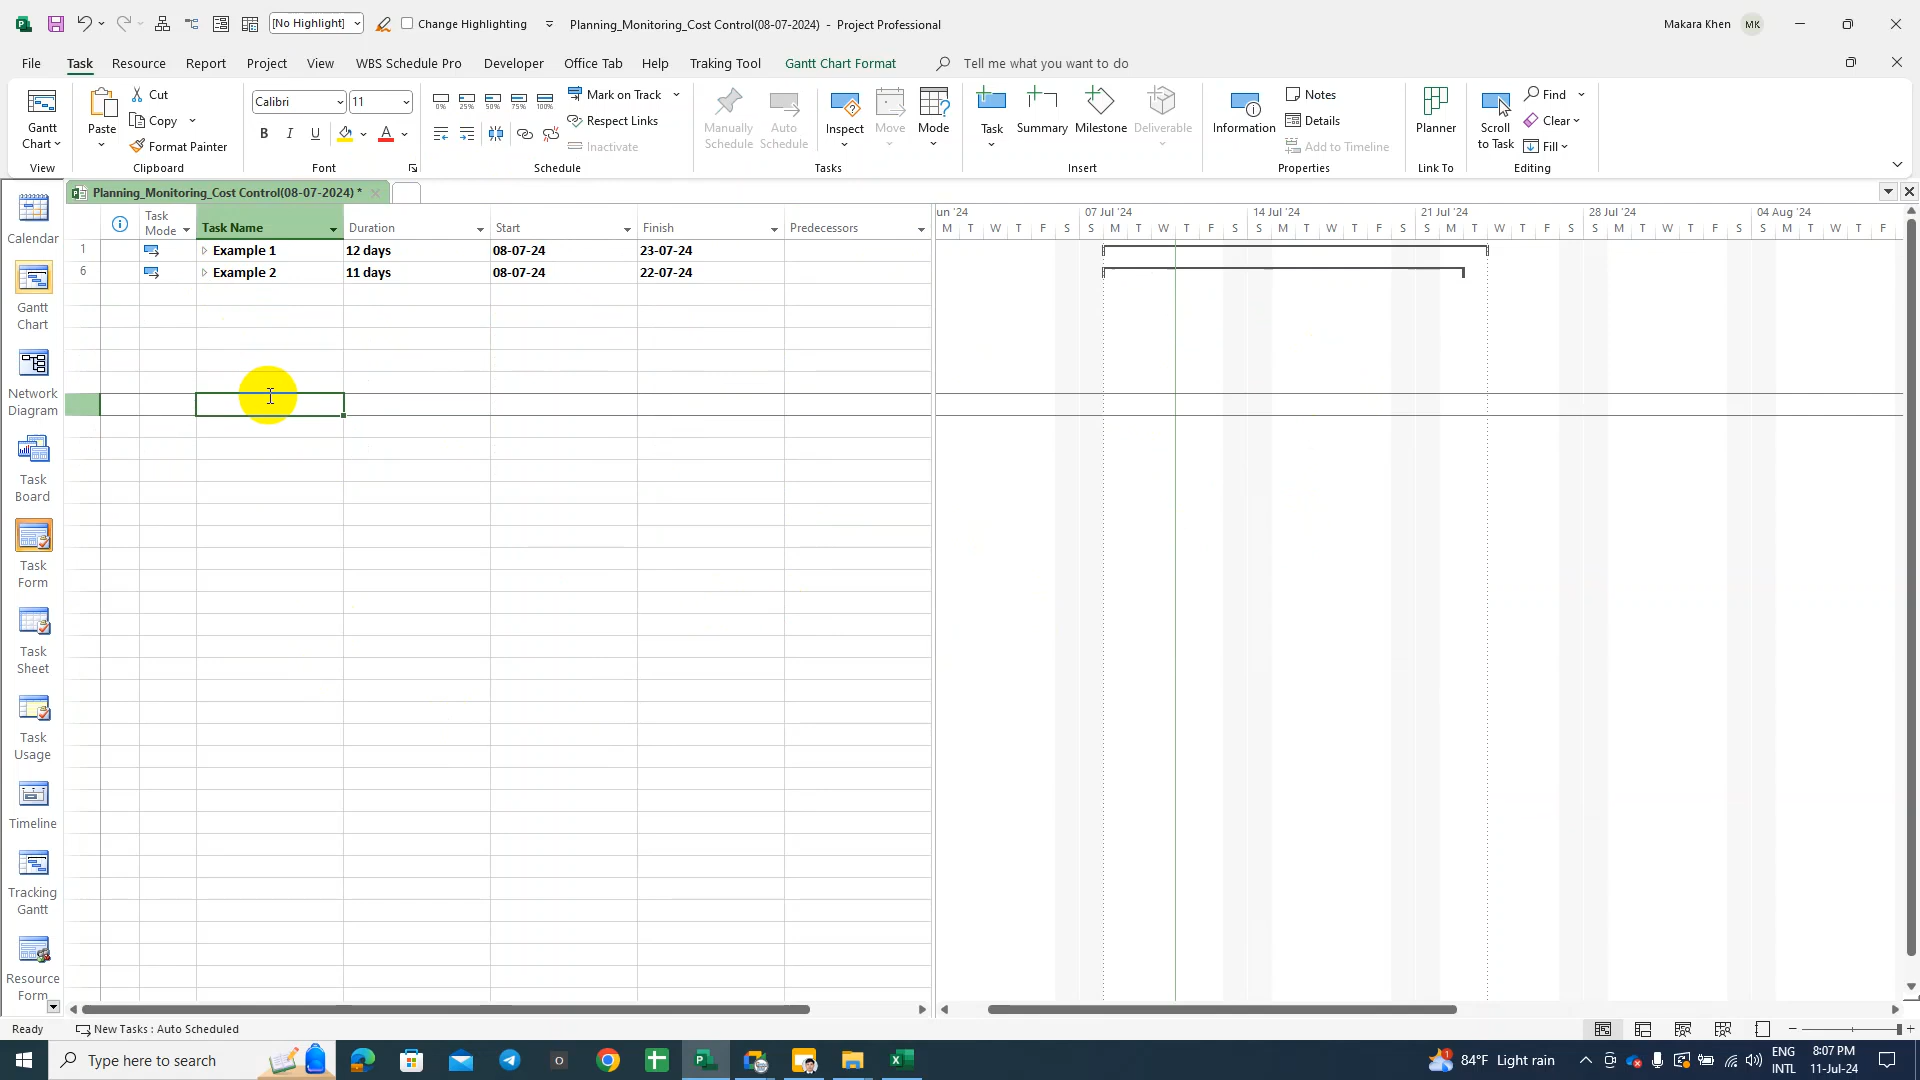 [No Highlight] Change Highlighting Planning_Monitoring_Cost Control(08-07-2024) - Project Professional Makara Khen MK
File Task Resource Report Project View WBS Schedule Pro Developer Office Tab Help Traking Tool Gantt Chart Format Tell me what you want to do
Gantt Chart
View
Paste
Cut
Copy
Format Painter
Clipboard
Calibri 11
B I U A
Font
0% 25% 50% 75% 100%
Mark on Track
Respect Links
Inactivate
Schedule
Manually Schedule
Auto Schedule
Inspect
Move
Mode
Tasks
Task
Summary
Milestone
Deliverable
Insert
Information
Notes
Details
Add to Timeline
Properties
Planner
Link To
Scroll to Task
Find
Clear
Fill
Editing
Planning_Monitoring_Cost Control(08-07-2024) *
Calendar
Gantt Chart
Network Diagram
Task Board
Task Form
Task Sheet
Task Usage
Timeline
Tracking Gantt
Resource Form
Task Mode Task Name Duration Start Finish Predecessors
1 Example 1 12 days 08-07-24 23-07-24
6 Example 2 11 days 08-07-24 22-07-24
un '24 07 Jul '24 14 Jul '24 21 Jul '24 28 Jul '24 04 Aug '24
M T W T F S S M T W T F S S M T W T F S S M T W T F S S M T W T F S S M T W T F
Ready New Tasks : Auto Scheduled
Type here to search
84°F Light rain
ENG
INTL
8:07 PM
11-Jul-24